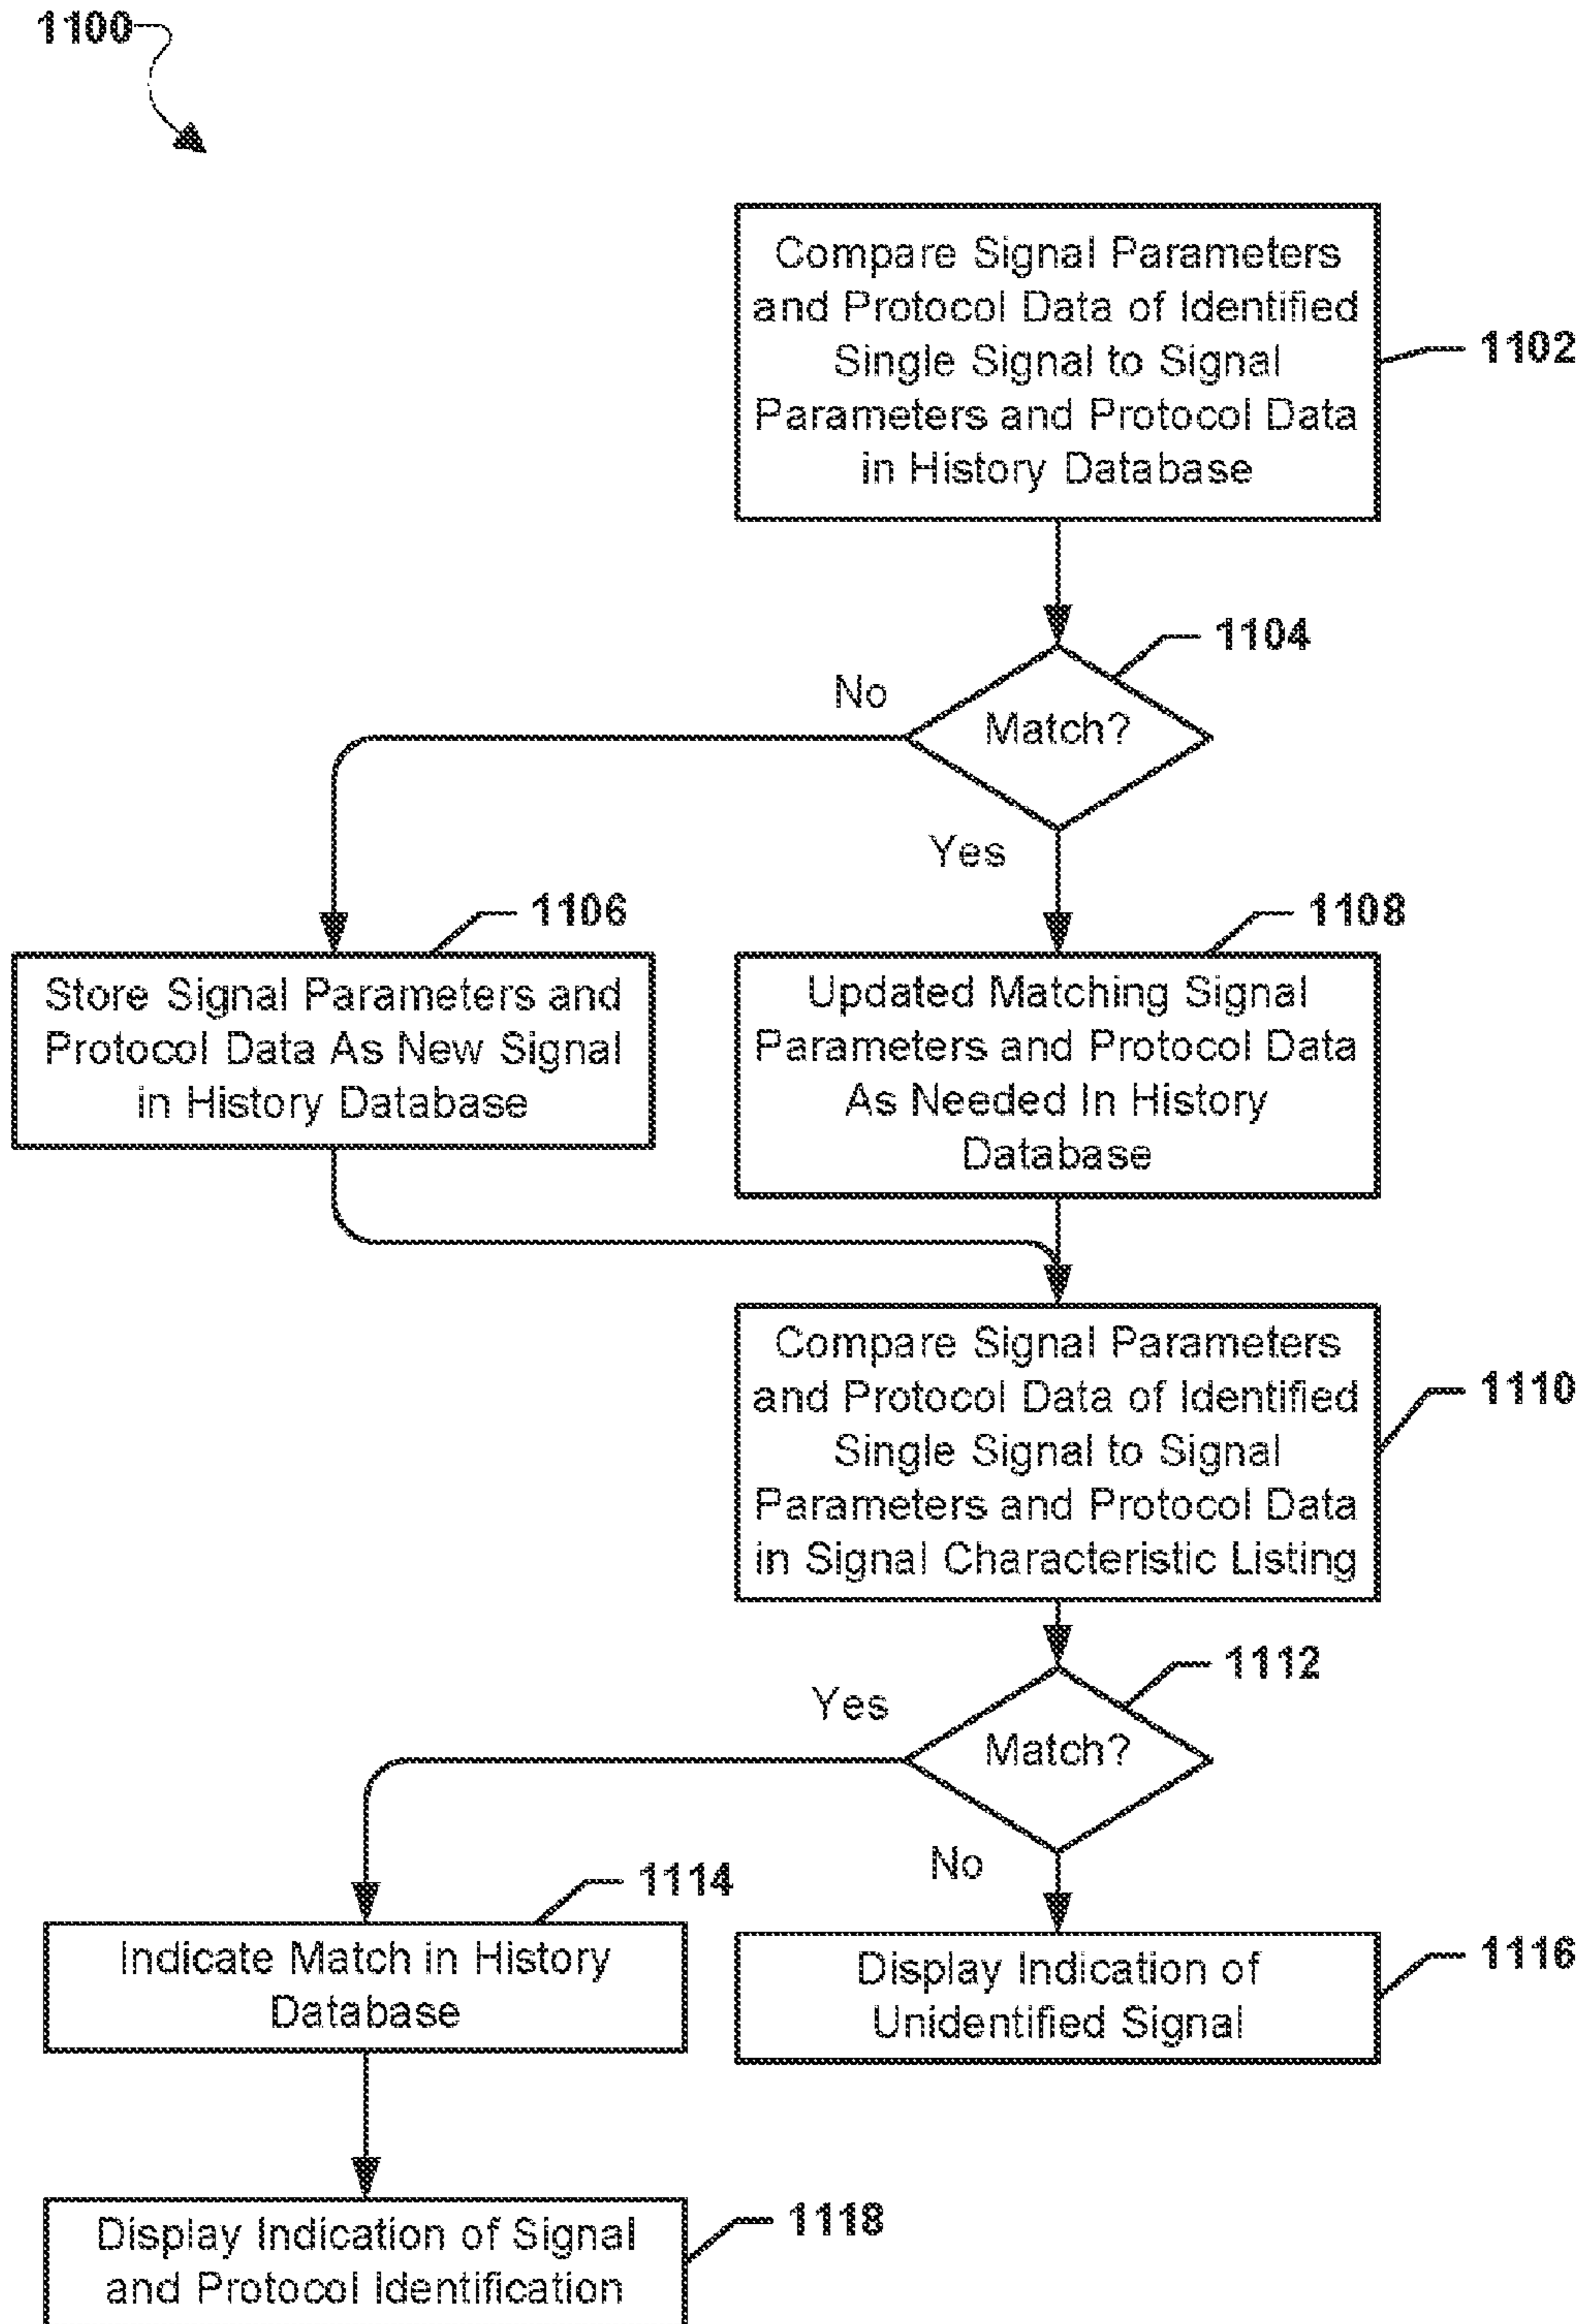 1100
Compare Signal Parameters
and Protocol Data of Identified
Single Signal to Signal
Parameters and Protocol Data
in History Database
1102
1104
No
Match?
Yes
1106
1108
Store Signal Parameters and
Protocol Data As New Signal
in History Database
Updated Matching Signal
Parameters and Protocol Data
As Needed In History
Database
Compare Signal Parameters
and Protocol Data of Identified
Single Signal to Signal
Parameters and Protocol Data
in Signal Characteristic Listing
1110
1112
Yes
Match?
No
1114
Indicate Match in History
Database
Display Indication of
Unidentified Signal
1116
Display Indication of Signal
and Protocol Identification
1118